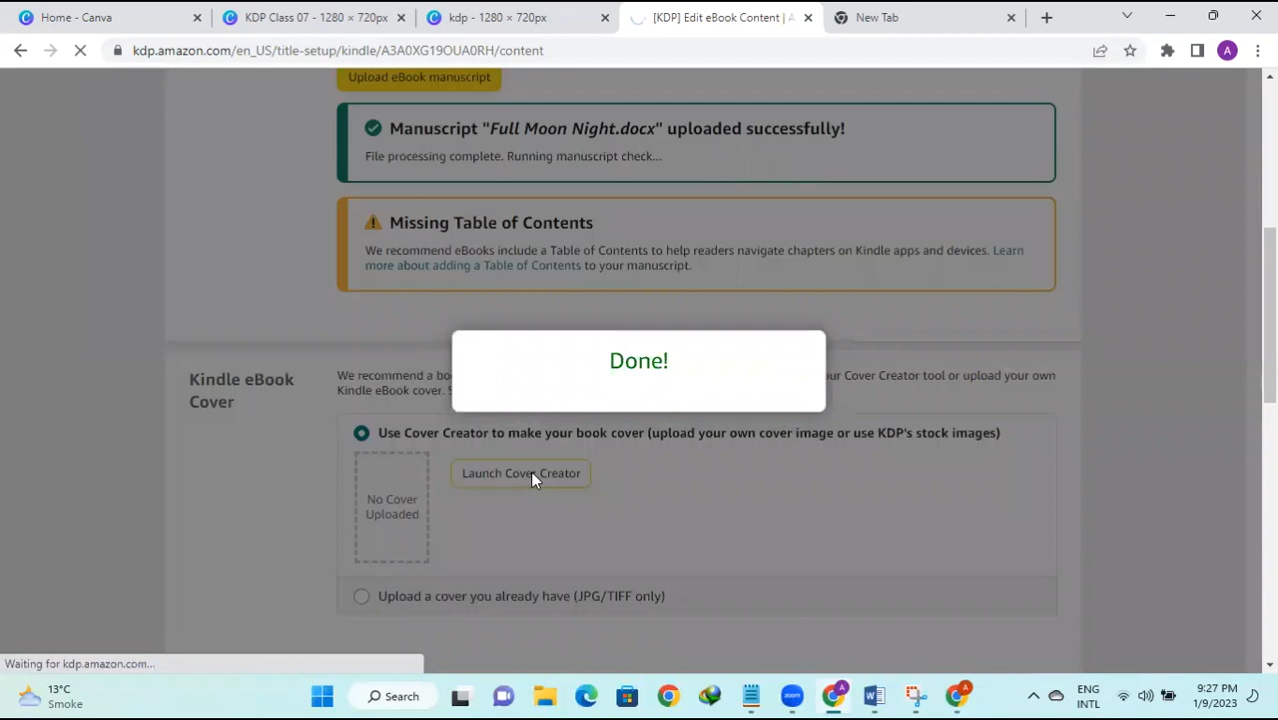 Home - Canva
KDP Class 07 - 1280 × 720px
kdp - 1280 × 720px
[KDP] Edit eBook Content | A
New Tab
kdp.amazon.com/en_US/title-setup/kindle/A3A0XG19OUA0RH/content
A
Upload eBook manuscript
Manuscript "Full Moon Night.docx" uploaded successfully!
File processing complete. Running manuscript check...
Missing Table of Contents
We recommend eBooks include a Table of Contents to help readers navigate chapters on Kindle apps and devices. Learn
more about adding a Table of Contents to your manuscript.
Done!
Kindle eBook
Cover
We recommend a bo
ur Cover Creator tool or upload your own
Kindle eBook cover.
Use Cover Creator to make your book cover (upload your own cover image or use KDP's stock images)
Launch Cover Creator
No Cover
Uploaded
Upload a cover you already have (JPG/TIFF only)
Waiting for kdp.amazon.com...
13°C
Smoke
Search
zoom
A
A
ENG
INTL
9:27 PM
1/9/2023